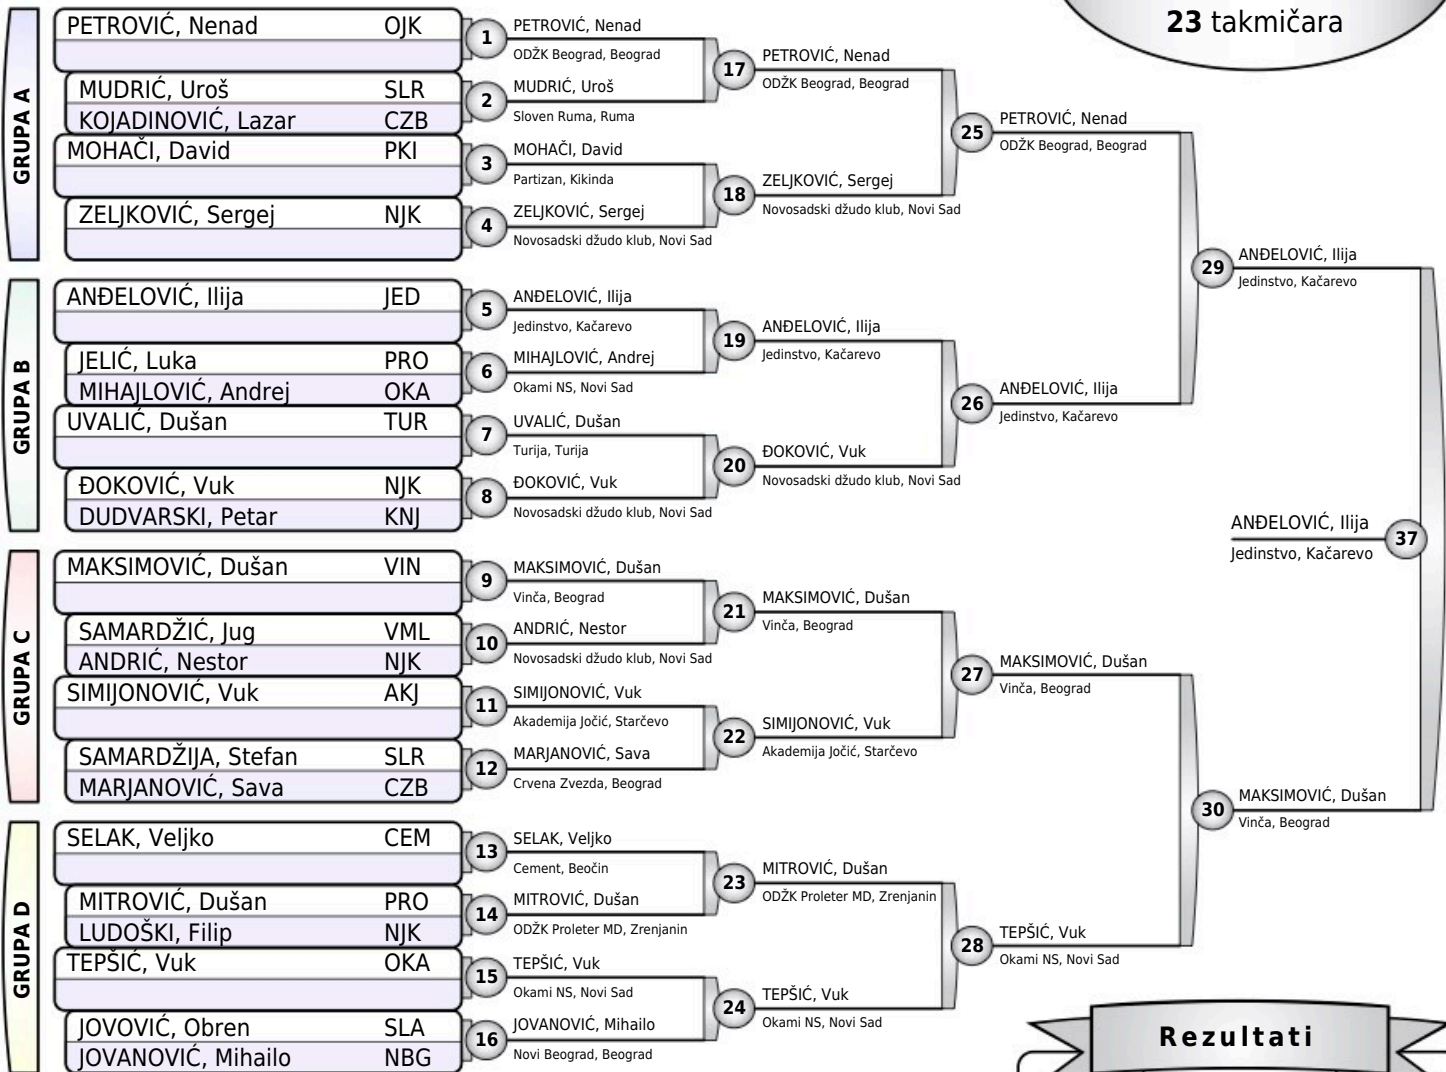 23 takmičara
GRUPA A
PETROVIĆ, Nenad OJK
MUDRIĆ, Uroš SLR
KOJADINOVIĆ, Lazar CZB
MOHAČI, David PKI
ZELJKOVIĆ, Sergej NJK
GRUPA B
ANĐELOVIĆ, Ilija JED
JELIĆ, Luka PRO
MIHAJLOVIĆ, Andrej OKA
UVALIĆ, Dušan TUR
ĐOKOVIĆ, Vuk NJK
DUDVARSKI, Petar KNJ
GRUPA C
MAKSIMOVIĆ, Dušan VIN
SAMARDŽIĆ, Jug VML
ANDRIĆ, Nestor NJK
SIMIJONOVIĆ, Vuk AKJ
SAMARDŽIJA, Stefan SLR
MARJANOVIĆ, Sava CZB
GRUPA D
SELAK, Veljko CEM
MITROVIĆ, Dušan PRO
LUDOŠKI, Filip NJK
TEPŠIĆ, Vuk OKA
JOVOVIĆ, Obren SLA
JOVANOVIĆ, Mihailo NBG
1 PETROVIĆ, Nenad
ODŽK Beograd, Beograd
2 MUDRIĆ, Uroš
Sloven Ruma, Ruma
3 MOHAČI, David
Partizan, Kikinda
4 ZELJKOVIĆ, Sergej
Novosadski džudo klub, Novi Sad
5 ANĐELOVIĆ, Ilija
Jedinstvo, Kačarevo
6 MIHAJLOVIĆ, Andrej
Okami NS, Novi Sad
7 UVALIĆ, Dušan
Turija, Turija
8 ĐOKOVIĆ, Vuk
Novosadski džudo klub, Novi Sad
9 MAKSIMOVIĆ, Dušan
Vinča, Beograd
10 ANDRIĆ, Nestor
Novosadski džudo klub, Novi Sad
11 SIMIJONOVIĆ, Vuk
Akademija Jočić, Starčevo
12 MARJANOVIĆ, Sava
Crvena Zvezda, Beograd
13 SELAK, Veljko
Cement, Beočin
14 MITROVIĆ, Dušan
ODŽK Proleter MD, Zrenjanin
15 TEPŠIĆ, Vuk
Okami NS, Novi Sad
16 JOVANOVIĆ, Mihailo
Novi Beograd, Beograd
17 PETROVIĆ, Nenad
ODŽK Beograd, Beograd
18 ZELJKOVIĆ, Sergej
Novosadski džudo klub, Novi Sad
19 ANĐELOVIĆ, Ilija
Jedinstvo, Kačarevo
20 ĐOKOVIĆ, Vuk
Novosadski džudo klub, Novi Sad
21 MAKSIMOVIĆ, Dušan
Vinča, Beograd
22 SIMIJONOVIĆ, Vuk
Akademija Jočić, Starčevo
23 MITROVIĆ, Dušan
ODŽK Proleter MD, Zrenjanin
24 TEPŠIĆ, Vuk
Okami NS, Novi Sad
25 PETROVIĆ, Nenad
ODŽK Beograd, Beograd
26 ANĐELOVIĆ, Ilija
Jedinstvo, Kačarevo
27 MAKSIMOVIĆ, Dušan
Vinča, Beograd
28 TEPŠIĆ, Vuk
Okami NS, Novi Sad
29 ANĐELOVIĆ, Ilija
Jedinstvo, Kačarevo
30 MAKSIMOVIĆ, Dušan
Vinča, Beograd
ANĐELOVIĆ, Ilija 37
Jedinstvo, Kačarevo
Rezultati